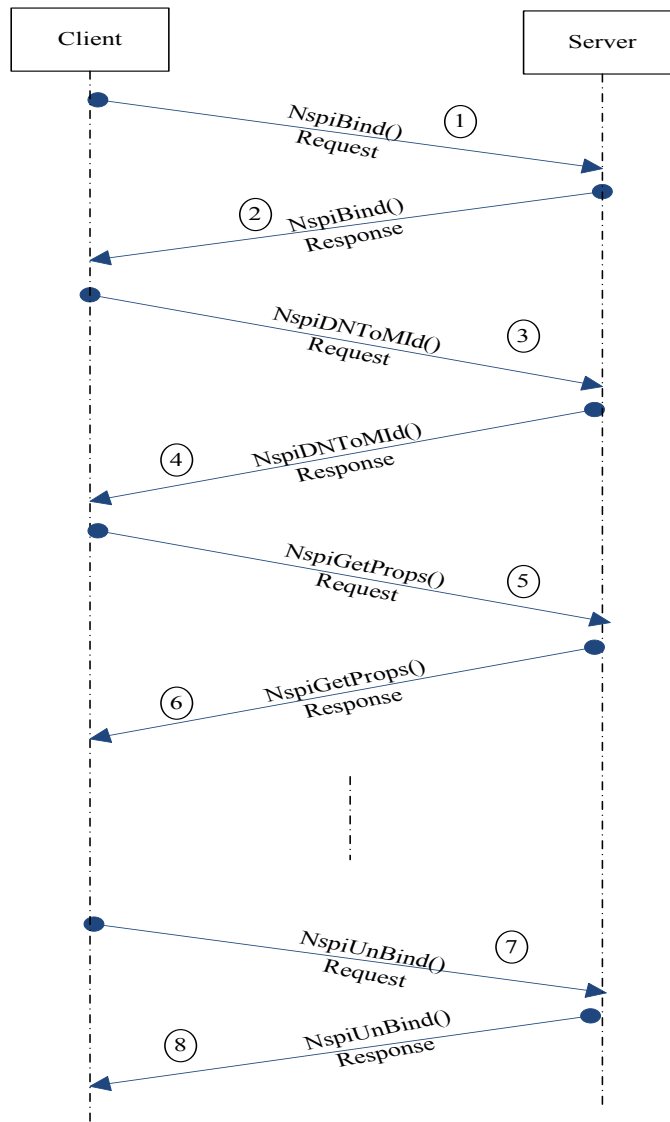 Client
Server
NspiBind()
Request
1
NspiBind()
Response
2
NspiDNToMId()
Request
3
NspiDNToMId()
Response
4
NspiGetProps()
Request
5
NspiGetProps()
Response
6
NspiUnBind()
Request
7
NspiUnBind()
Response
8